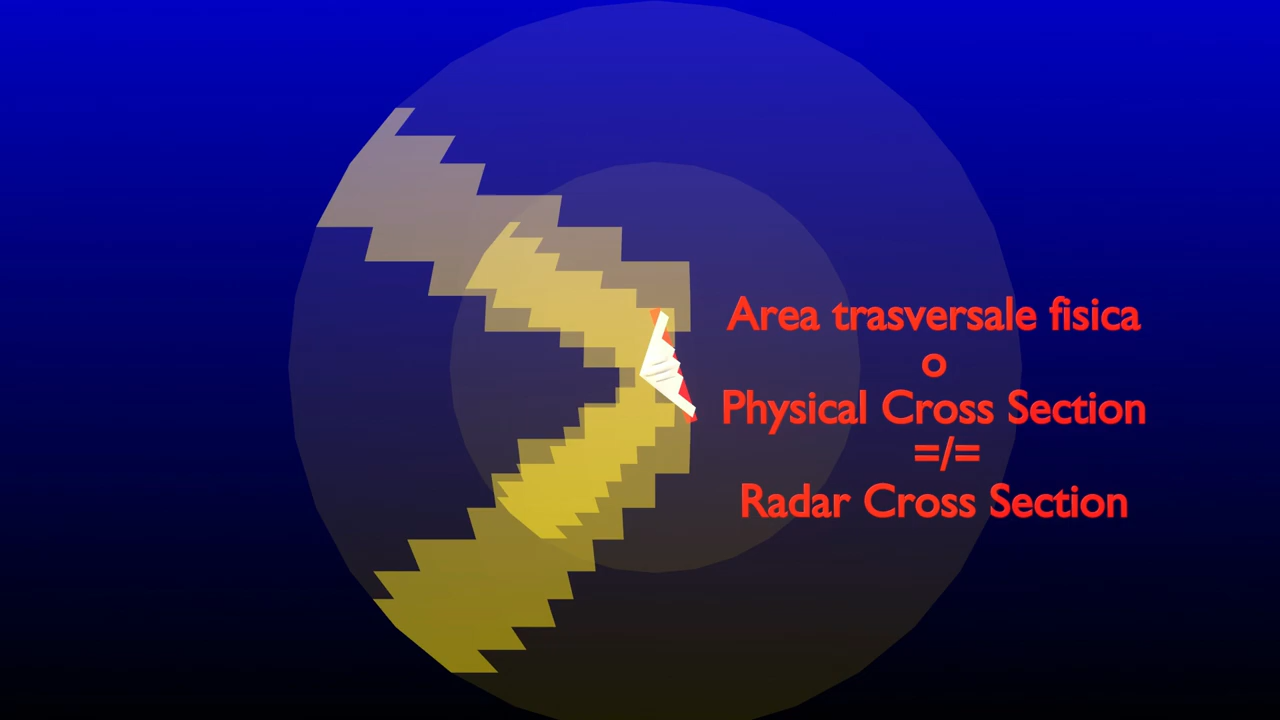 Area trasversale fisica
o
Physical Cross Section
=/=
Radar Cross Section